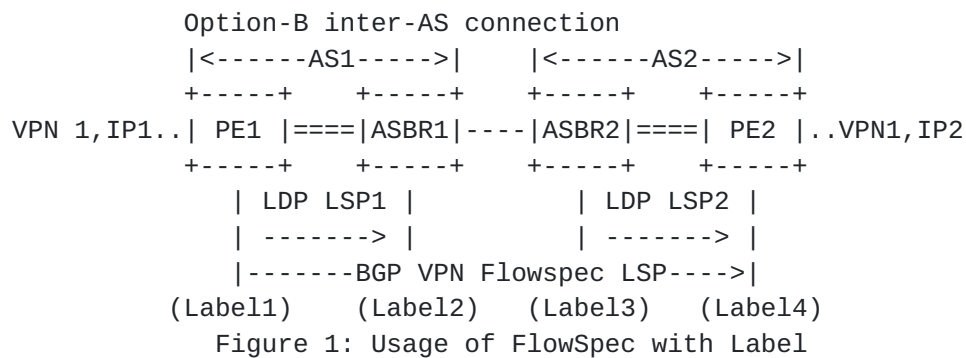 Option-B inter-AS connection
|<------AS1----->|    |<------AS2----->|
+-----+    +-----+    +-----+    +-----+
VPN 1,IP1..| PE1 |====|ASBR1|----|ASBR2|====| PE2 |..VPN1,IP2
+-----+    +-----+    +-----+    +-----+
| LDP LSP1 |          | LDP LSP2 |
| -------> |          | -------> |
|-------BGP VPN Flowspec LSP---->|
(Label1)    (Label2)   (Label3)   (Label4)
Figure 1: Usage of FlowSpec with Label